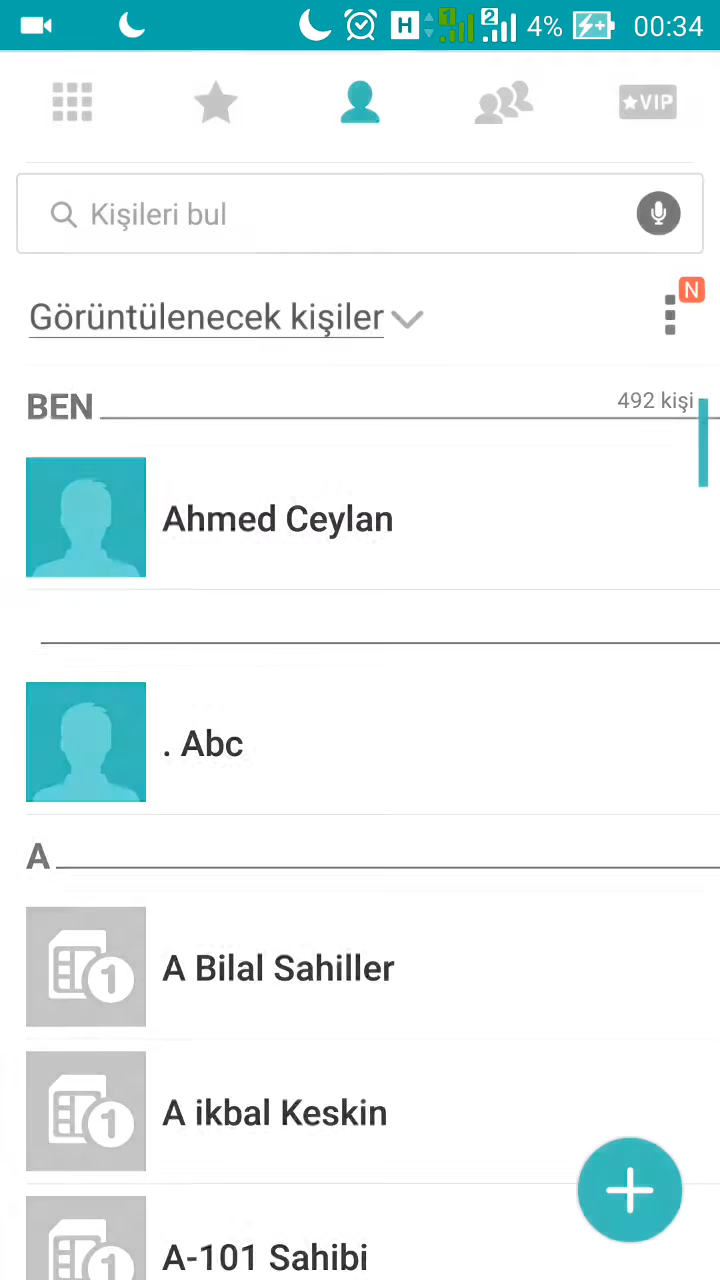 H 1 2 4% 00:34
VIP
Kişileri bul
Görüntülenecek kişiler N
BEN 492 kişi
Ahmed Ceylan
. Abc
A
1 A Bilal Sahiller
1 A ikbal Keskin
1 A-101 Sahibi